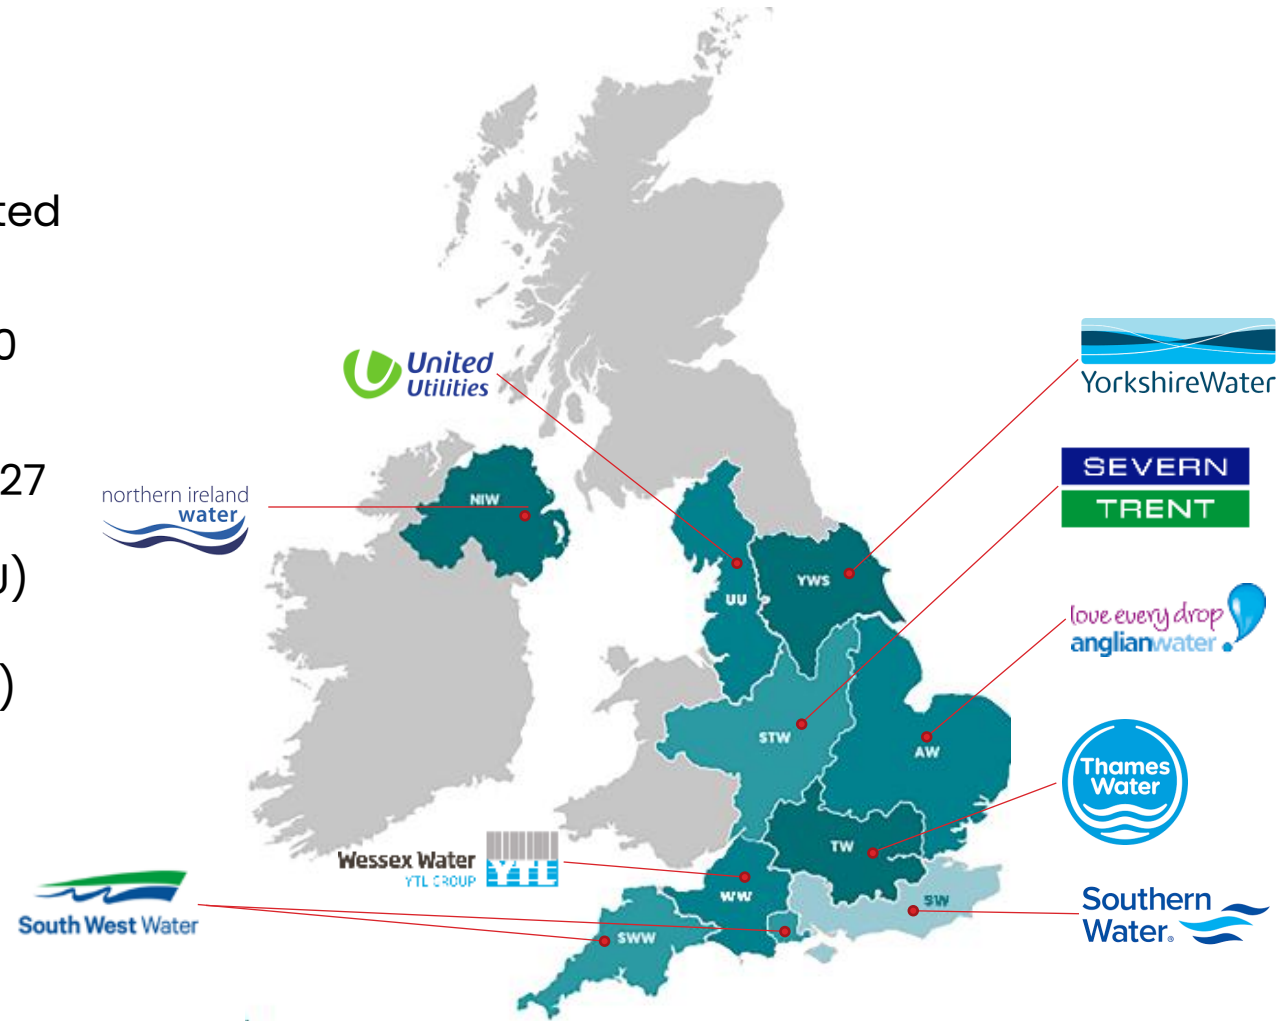 ted
0
27
U)
)
United
Utilities
YorkshireWater
SEVERN
TRENT
northern ireland
water
NIW
YWS
UU
love every drop
anglianwater
STW
AW
Thames
Water
TW
Wessex Water
YTL GROUP
YTL
WW
South West Water
SWW
SW
Southern
Water®